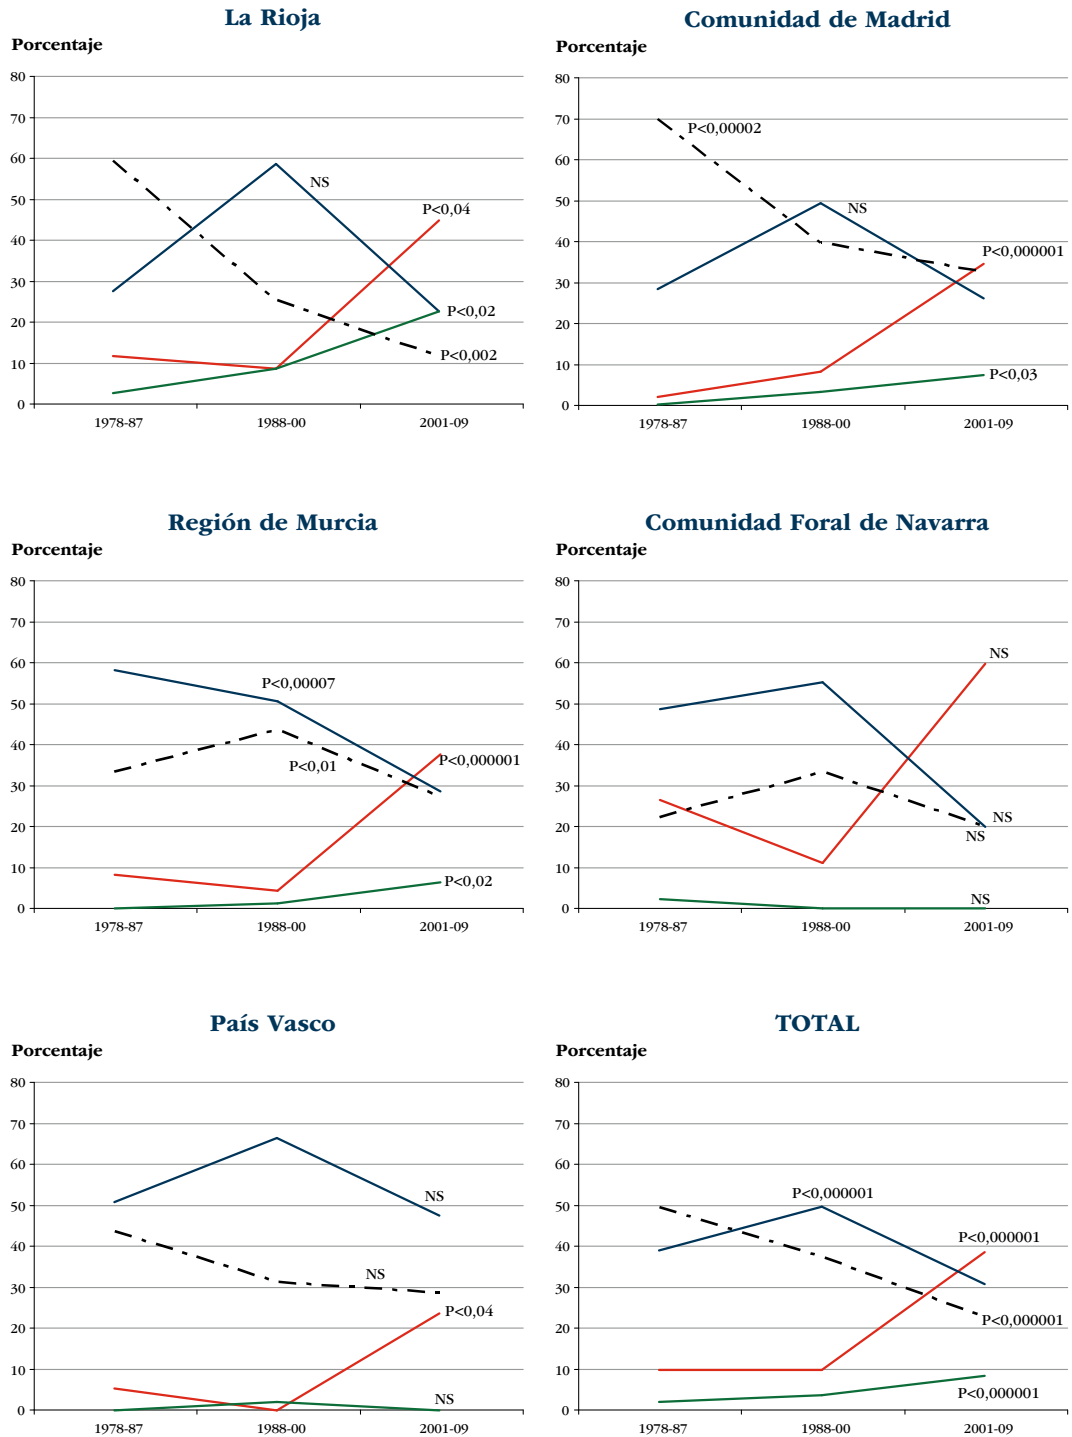 La Rioja
Porcentaje
80
70
60
50
40
30
20
10
0
NS
P<0,04
P<0,02
P<0,002
1978-87 1988-00 2001-09
Comunidad de Madrid
Porcentaje
80
70
60
50
40
30
20
10
0
P<0,00002
NS
P<0,000001
P<0,03
1978-87 1988-00 2001-09
Región de Murcia
Porcentaje
80
70
60
50
40
30
20
10
0
P<0,00007
P<0,01
P<0,000001
P<0,02
1978-87 1988-00 2001-09
Comunidad Foral de Navarra
Porcentaje
80
70
60
50
40
30
20
10
0
NS
NS
NS
NS
1978-87 1988-00 2001-09
País Vasco
Porcentaje
80
70
60
50
40
30
20
10
0
NS
NS
P<0,04
NS
1978-87 1988-00 2001-09
TOTAL
Porcentaje
80
70
60
50
40
30
20
10
0
P<0,000001
P<0,000001
P<0,000001
P<0,000001
1978-87 1988-00 2001-09